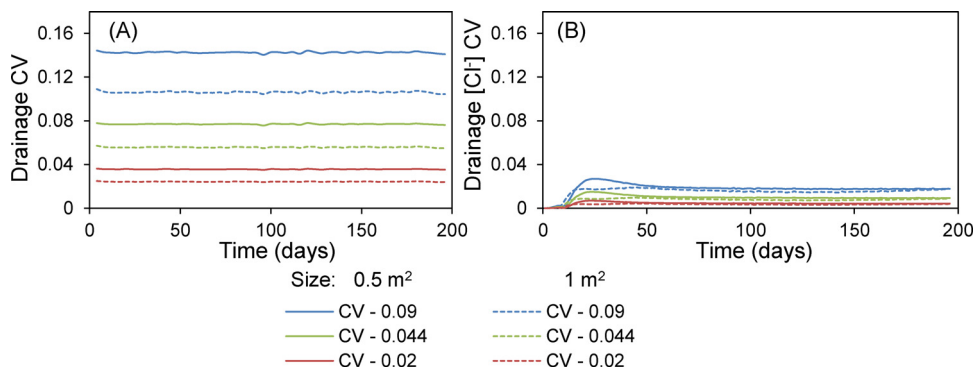 (A)
Drainage CV
0.16
0.12
0.08
0.04
0
0 50 100 150 200
Time (days)
(B)
Drainage [Cl-] CV
0.16
0.12
0.08
0.04
0
0 50 100 150 200
Time (days)
Size: 0.5 m² 1 m²
CV - 0.09 CV - 0.09
CV - 0.044 CV - 0.044
CV - 0.02 CV - 0.02